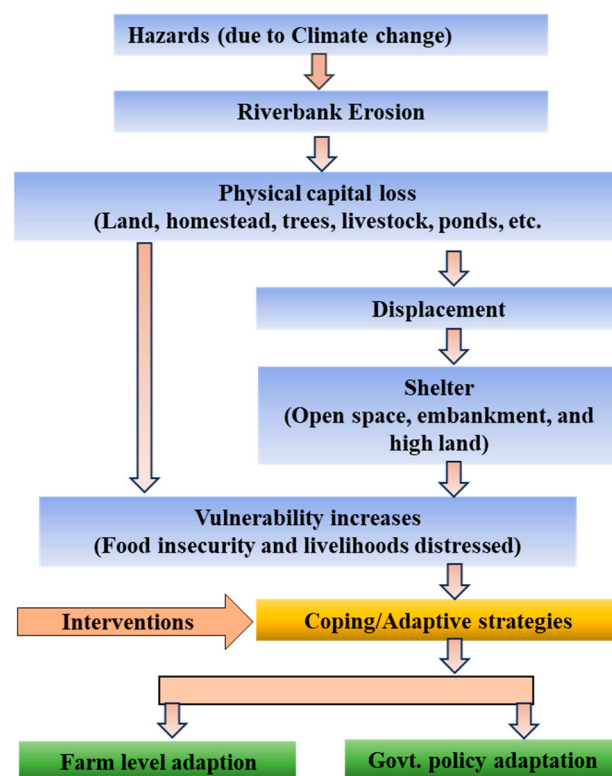 Hazards (due to Climate change)
Riverbank Erosion
Physical capital loss
(Land, homestead, trees, livestock, ponds, etc.
Displacement
Shelter
(Open space, embankment, and
high land)
Vulnerability increases
(Food insecurity and livelihoods distressed)
Interventions
Coping/Adaptive strategies
Farm level adaption
Govt. policy adaptation